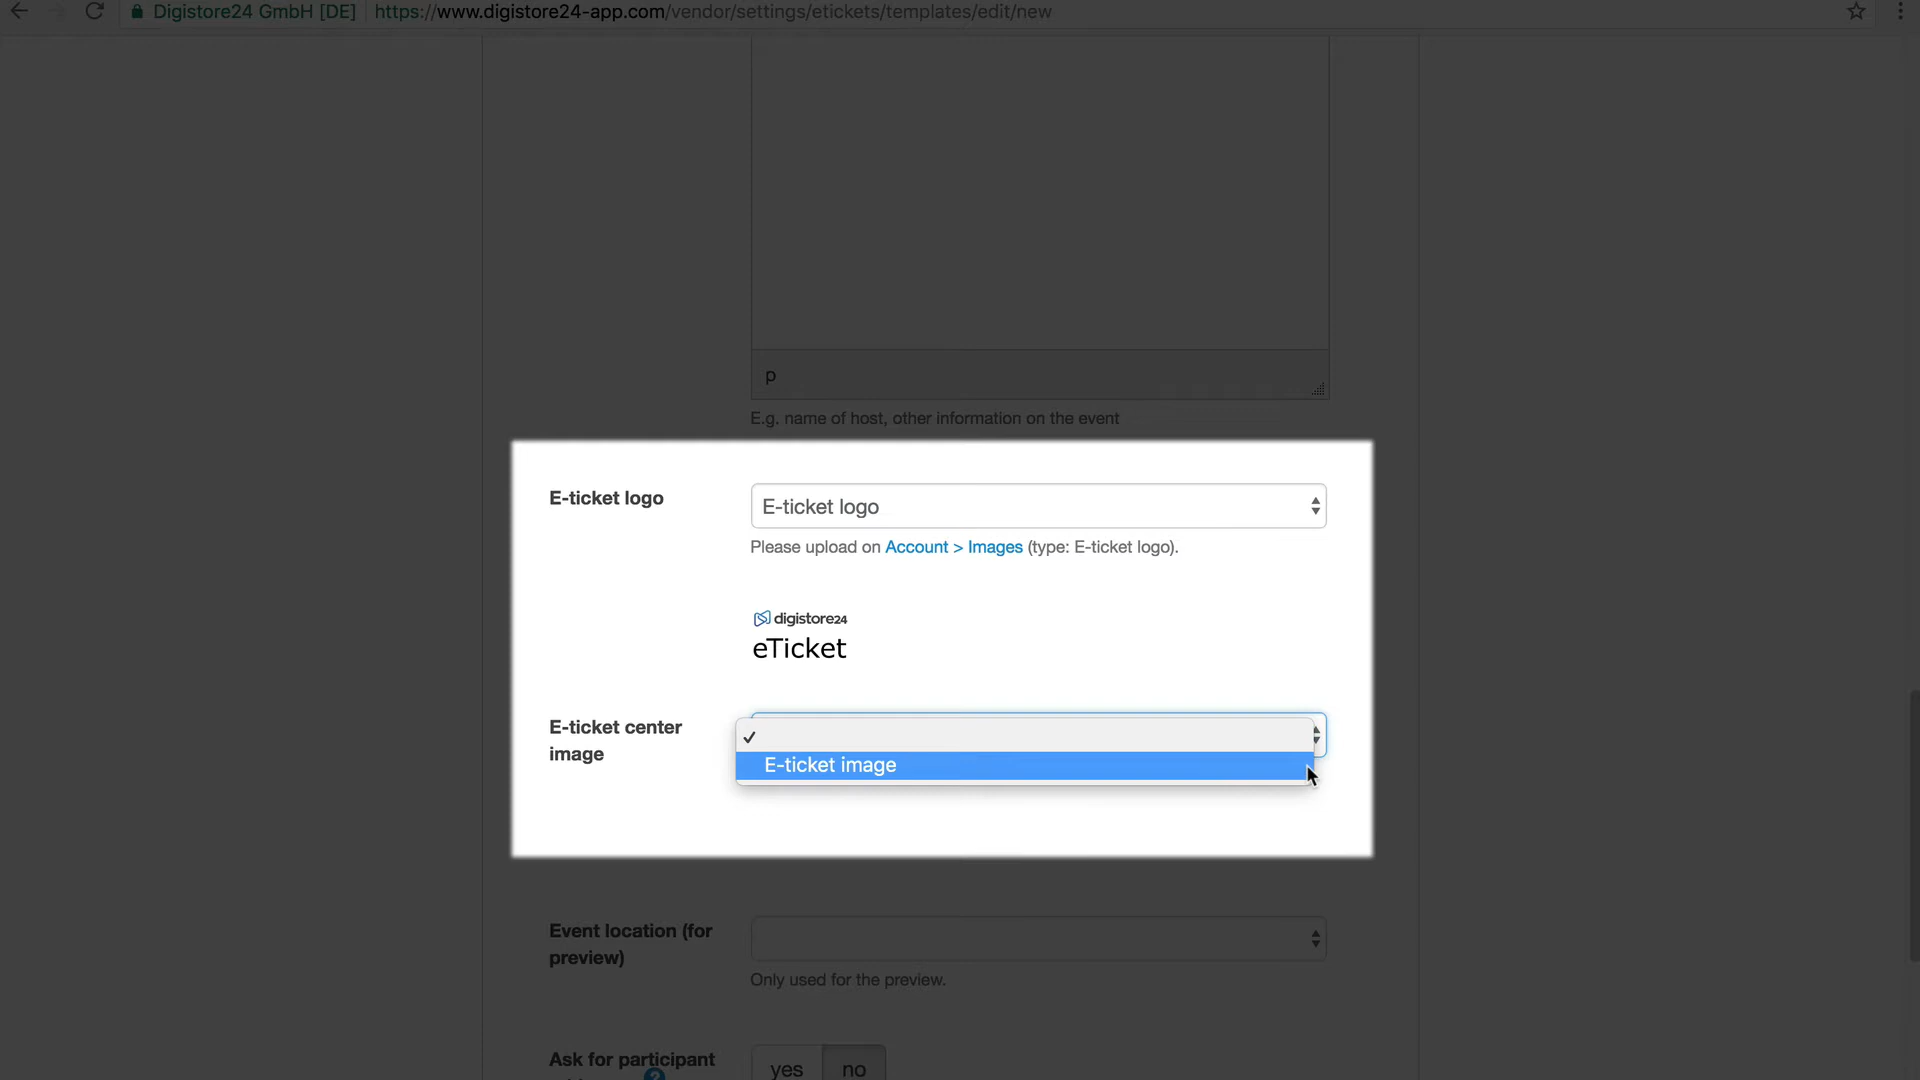 Digistore24 GmbH [DE] https://www.digistore24-app.com/vendor/settings/etickets/templates/edit/new
p
E.g. name of host, other information on the event
E-ticket logo
E-ticket logo
Please upload on Account > Images (type: E-ticket logo).
digistore24
eTicket
E-ticket center
image
E-ticket image
Event location (for
preview)
Only used for the preview.
Ask for participant
?
yes no